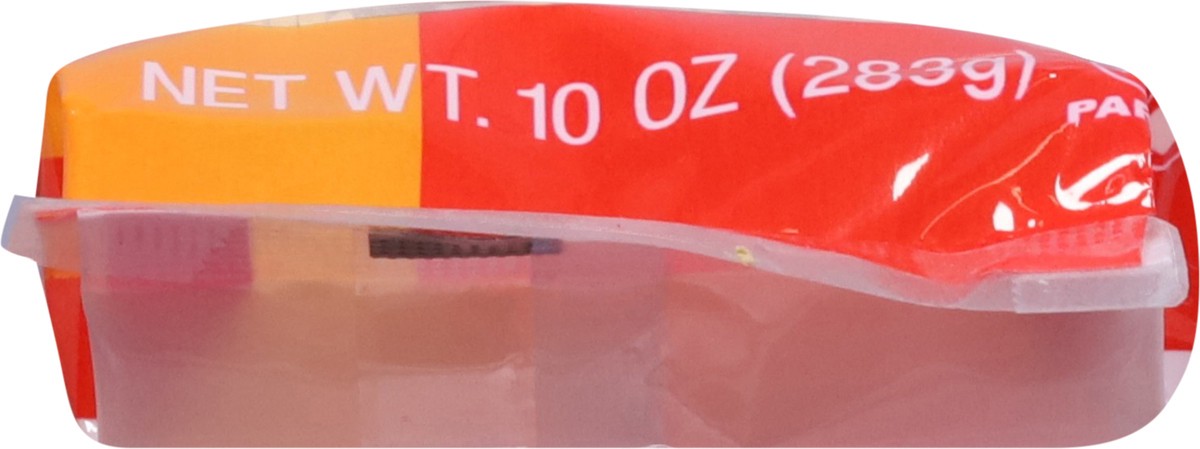 NET WT. 10 OZ (283g)